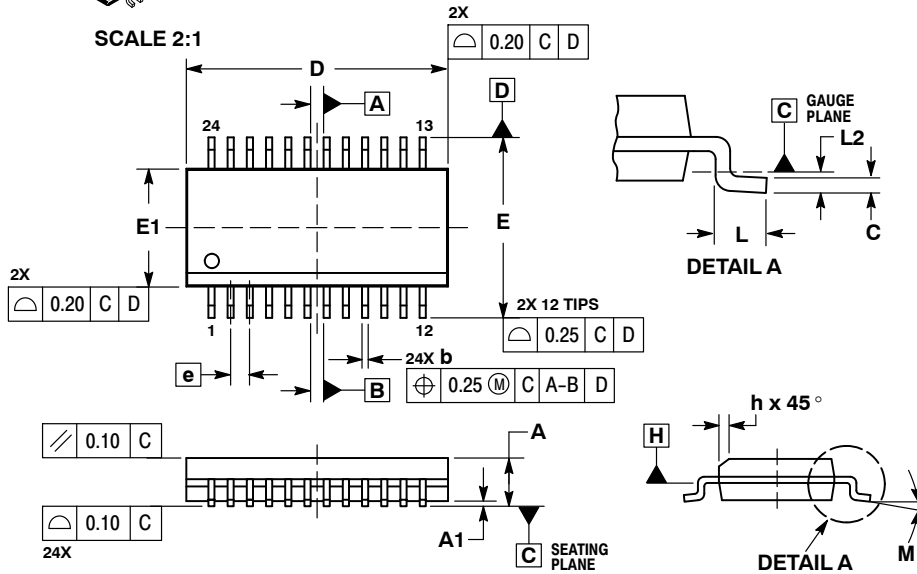 SCALE 2:1
2X
⌓ 0.20 C D
D
A
D
24
13
E1
E
2X
⌓ 0.20 C D
1
12
2X 12 TIPS
⌓ 0.25 C D
e
24X b
B
⌖ 0.25 Ⓜ C A-B D
C GAUGE PLANE
L2
L
C
DETAIL A
⫽ 0.10 C
A
⌓ 0.10 C
24X
A1
C SEATING PLANE
h x 45°
H
M
DETAIL A